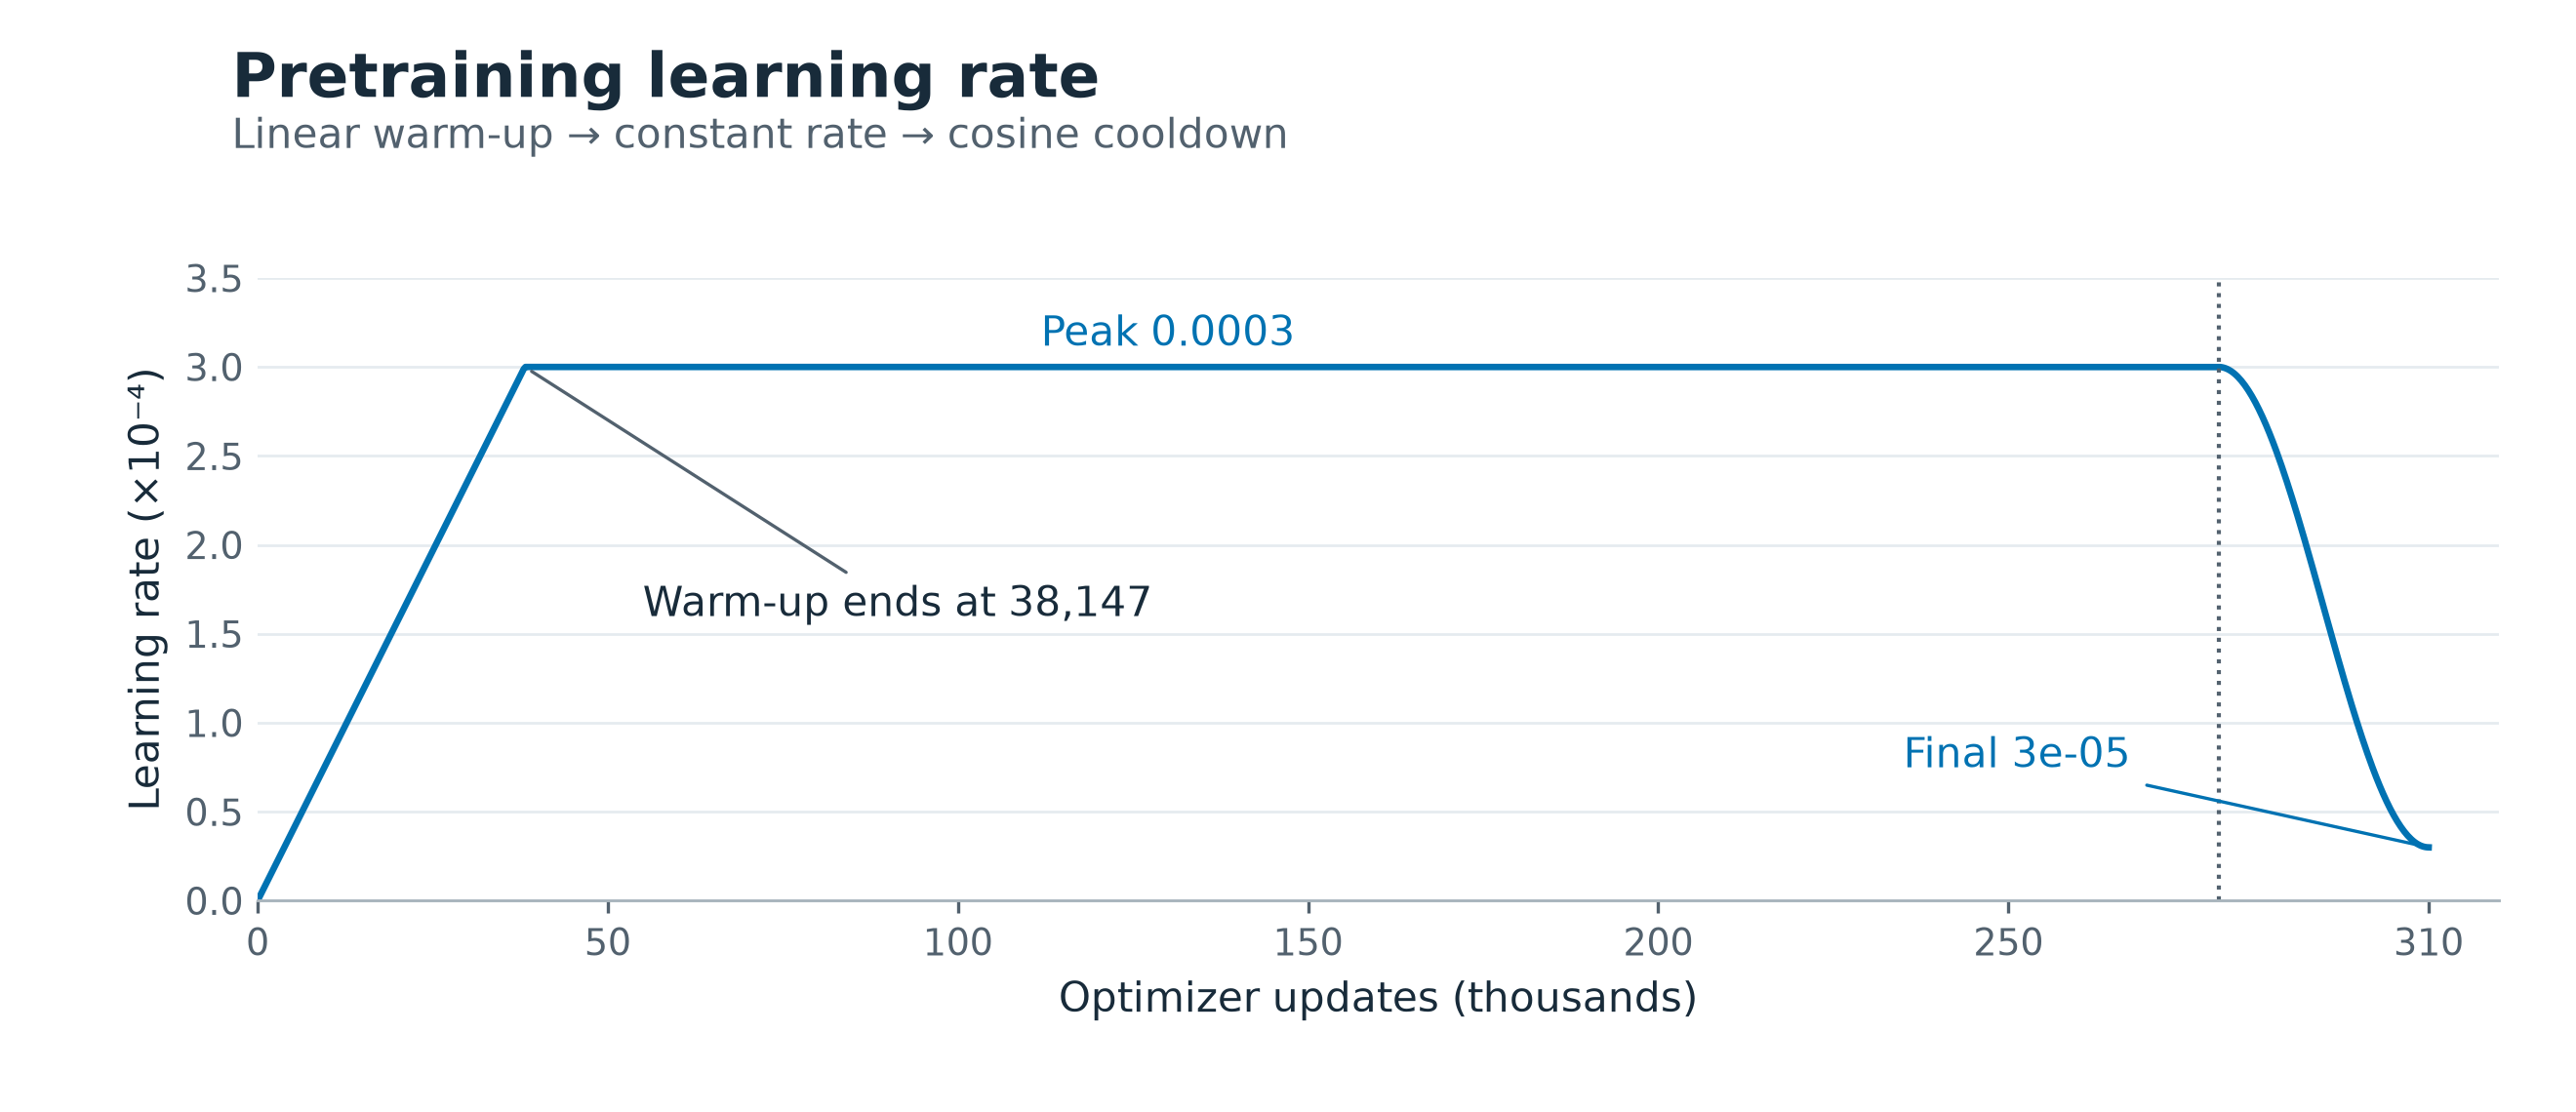 Pretraining learning rate
Linear warm-up → constant rate → cosine cooldown
Learning rate (×10⁻⁴)
3.5
3.0
2.5
2.0
1.5
1.0
0.5
0.0
Peak 0.0003
Warm-up ends at 38,147
Final 3e-05
0 50 100 150 200 250 310
Optimizer updates (thousands)